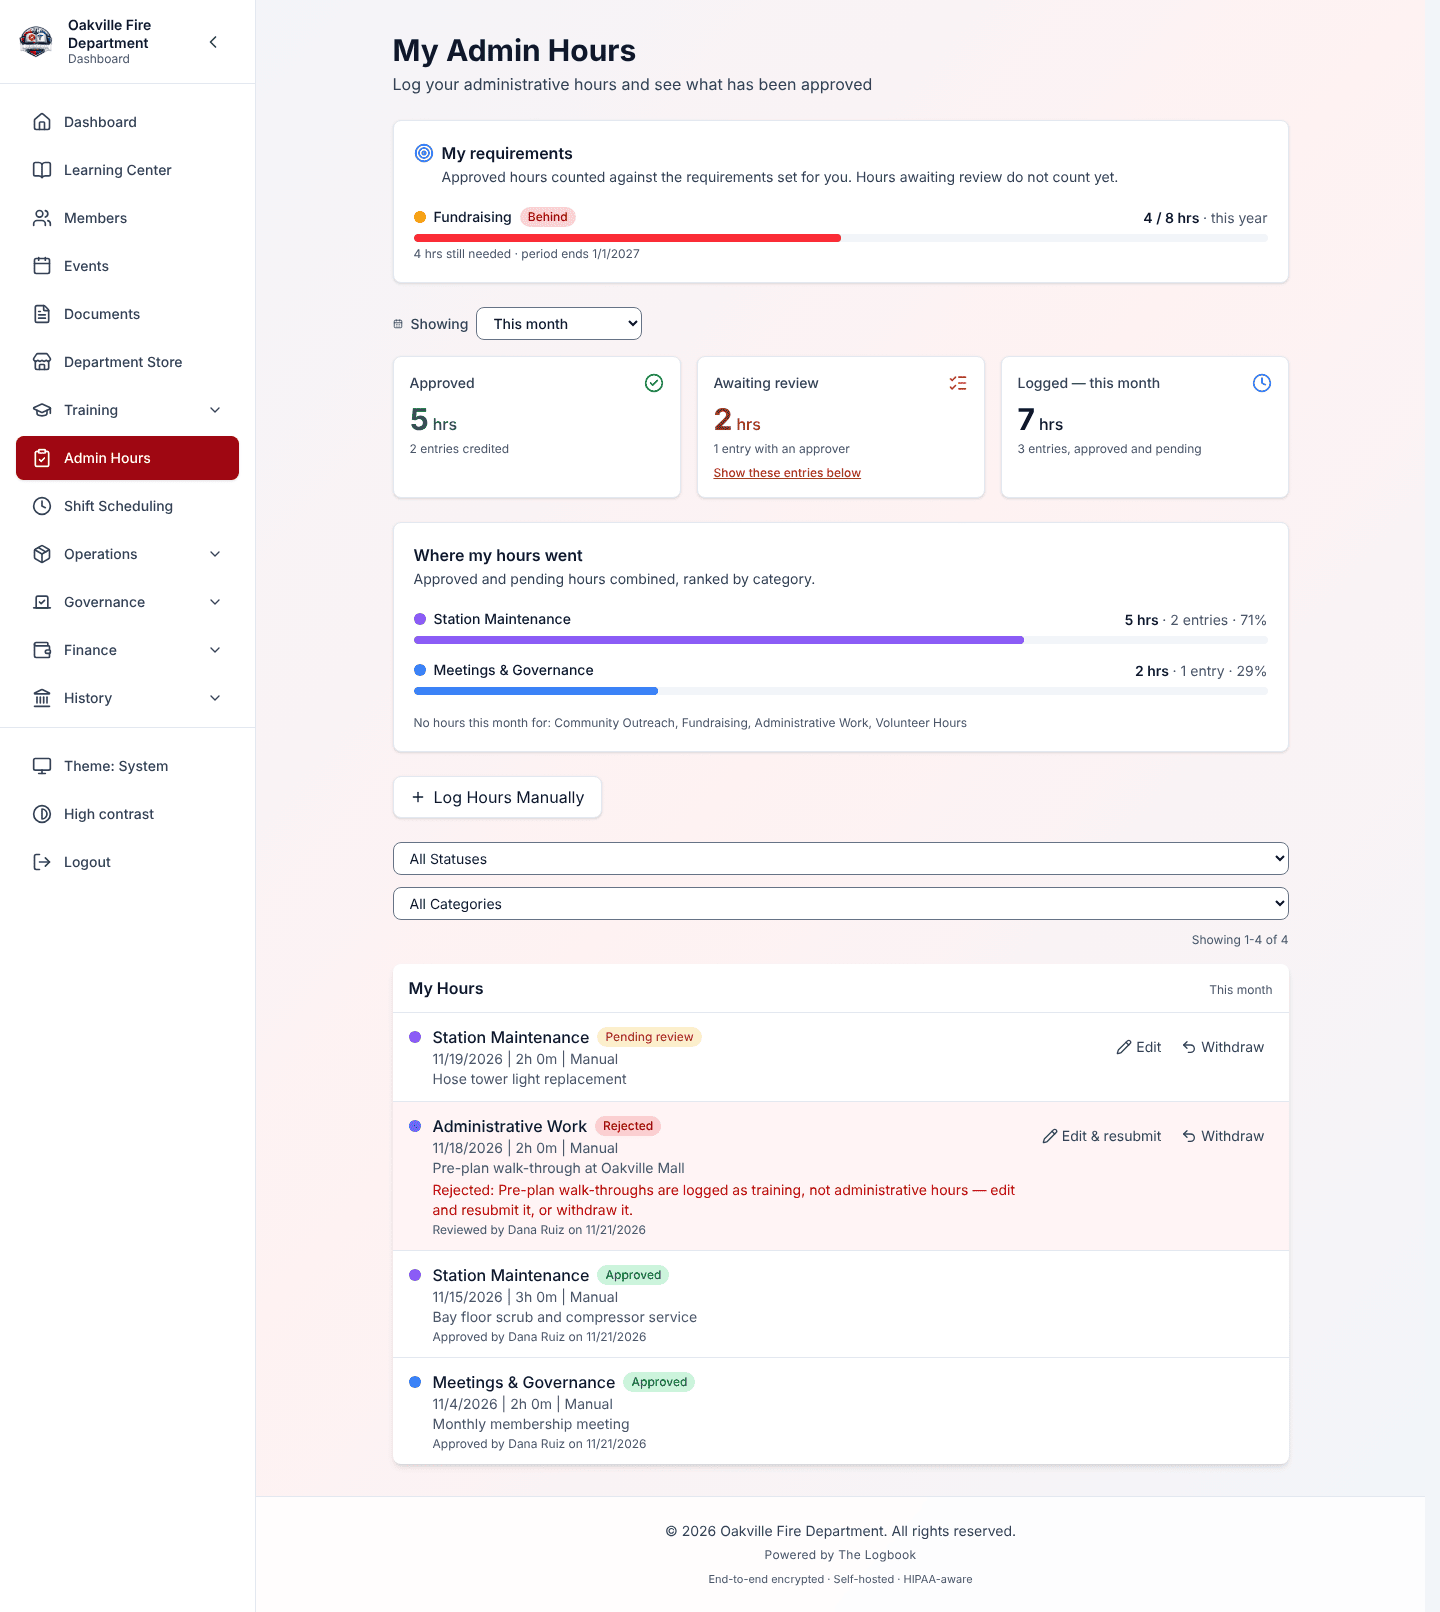 Oakville Fire
Department
Dashboard
Dashboard
Learning Center
Members
Events
Documents
Department Store
Training
Admin Hours
Shift Scheduling
Operations
Governance
Finance
History
Theme: System
High contrast
Logout
My Admin Hours
Log your administrative hours and see what has been approved
My requirements
Approved hours counted against the requirements set for you. Hours awaiting review do not count yet.
Fundraising Behind 4 / 8 hrs · this year
4 hrs still needed · period ends 1/1/2027
Showing This month
Approved
5 hrs
2 entries credited
Awaiting review
2 hrs
1 entry with an approver
Show these entries below
Logged — this month
7 hrs
3 entries, approved and pending
Where my hours went
Approved and pending hours combined, ranked by category.
Station Maintenance 5 hrs · 2 entries · 71%
Meetings & Governance 2 hrs · 1 entry · 29%
No hours this month for: Community Outreach, Fundraising, Administrative Work, Volunteer Hours
Log Hours Manually
All Statuses
All Categories
Showing 1-4 of 4
My Hours This month
Station Maintenance Pending review
11/19/2026 | 2h 0m | Manual
Hose tower light replacement
Edit Withdraw
Administrative Work Rejected
11/18/2026 | 2h 0m | Manual
Pre-plan walk-through at Oakville Mall
Rejected: Pre-plan walk-throughs are logged as training, not administrative hours — edit
and resubmit it, or withdraw it.
Reviewed by Dana Ruiz on 11/21/2026
Edit & resubmit Withdraw
Station Maintenance Approved
11/15/2026 | 3h 0m | Manual
Bay floor scrub and compressor service
Approved by Dana Ruiz on 11/21/2026
Meetings & Governance Approved
11/4/2026 | 2h 0m | Manual
Monthly membership meeting
Approved by Dana Ruiz on 11/21/2026
© 2026 Oakville Fire Department. All rights reserved.
Powered by The Logbook
End-to-end encrypted · Self-hosted · HIPAA-aware